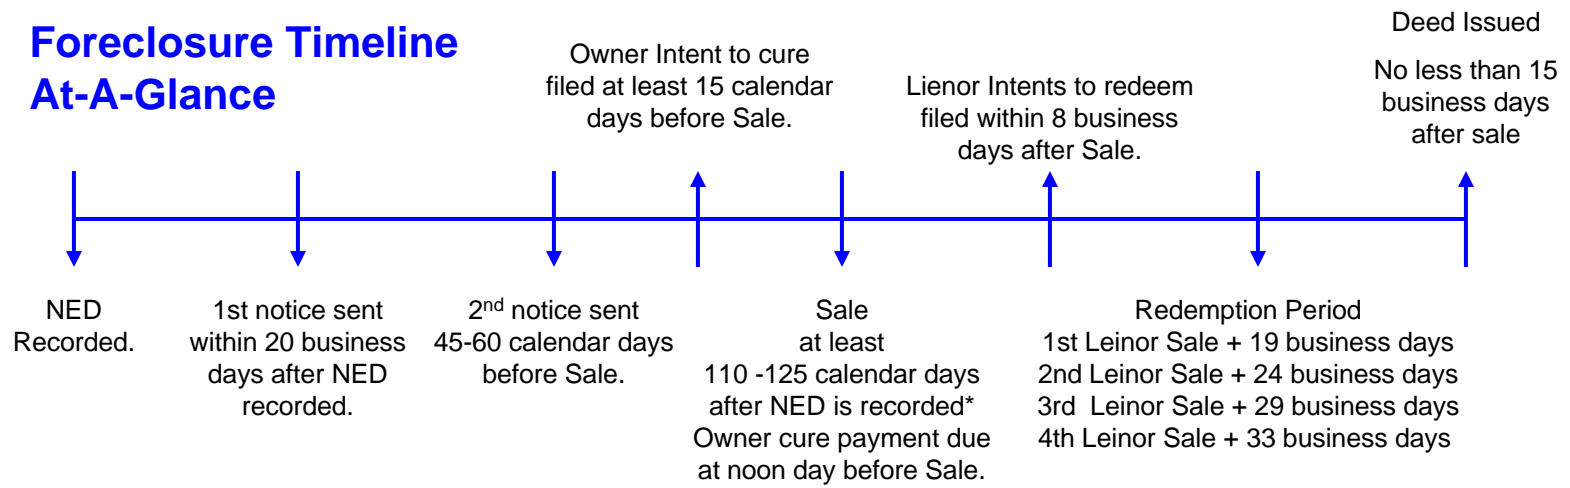 Foreclosure Timeline
At-A-Glance
Owner Intent to cure
filed at least 15 calendar
days before Sale.
Lienor Intents to redeem
filed within 8 business
days after Sale.
Deed Issued
No less than 15
business days
after sale
NED
Recorded.
1st notice sent
within 20 business
days after NED
recorded.
2nd notice sent
45-60 calendar days
before Sale.
Sale
at least
110 -125 calendar days
after NED is recorded*
Owner cure payment due
at noon day before Sale.
Redemption Period
1st Leinor Sale + 19 business days
2nd Leinor Sale + 24 business days
3rd  Leinor Sale + 29 business days
4th Leinor Sale + 33 business days